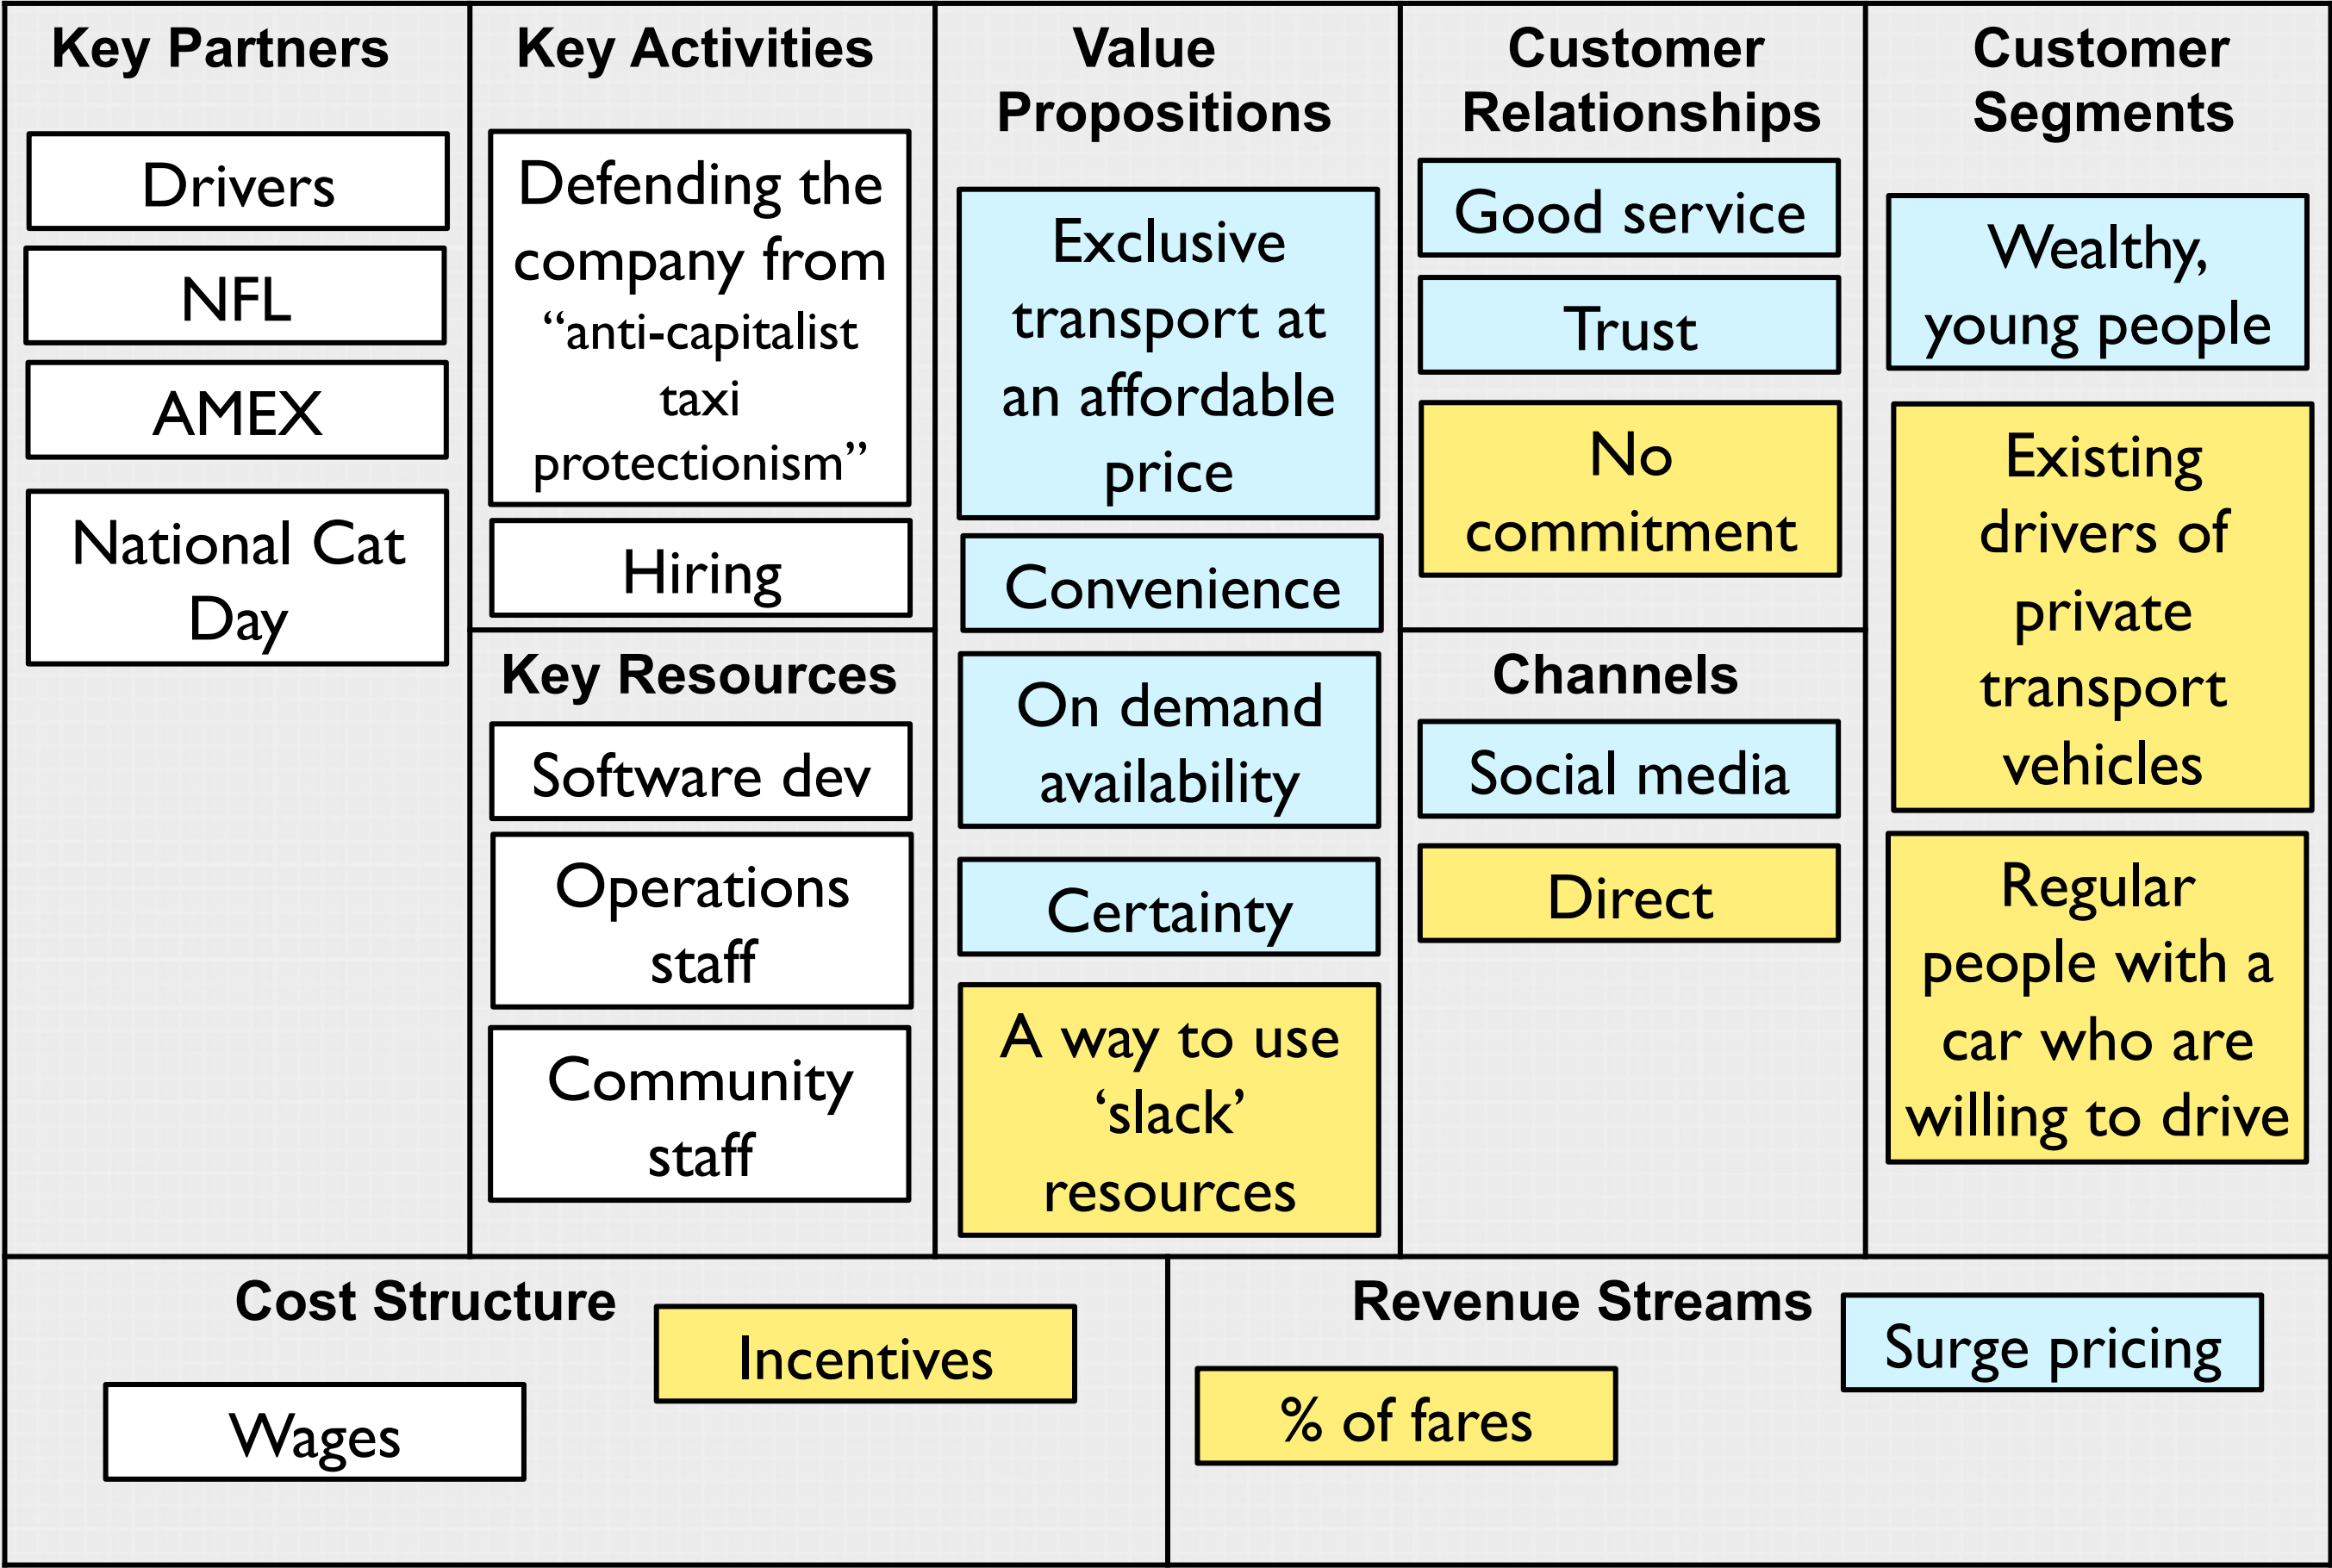 Key Partners
Drivers
NFL
AMEX
National Cat
Day
Key Activities
Defending the
company from
“anti-capitalist
taxi
protectionism”
Hiring
Key Resources
Software dev
Operations
staff
Community
staff
Value
Propositions
Exclusive
transport at
an affordable
price
Convenience
On demand
availability
Certainty
A way to use
‘slack’
resources
Customer
Relationships
Good service
Trust
No
commitment
Channels
Social media
Direct
Customer
Segments
Wealthy,
young people
Existing
drivers of
private
transport
vehicles
Regular
people with a
car who are
willing to drive
Cost Structure
Incentives
Wages
Revenue Streams
Surge pricing
% of fares